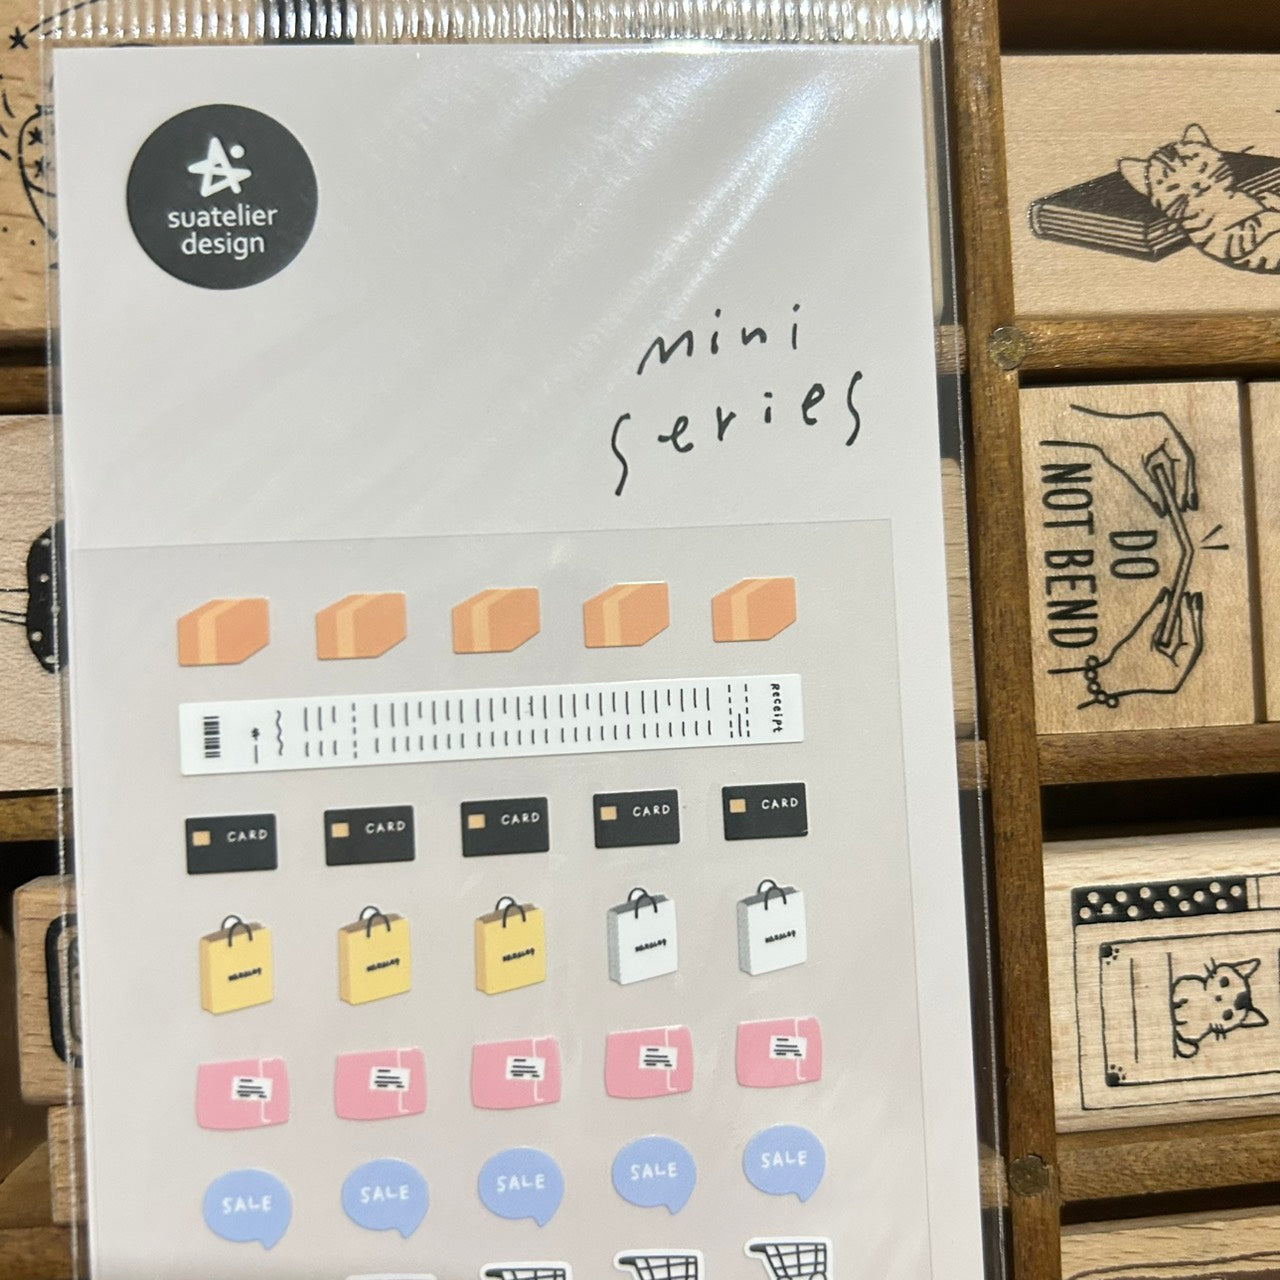 suatelier
design
mini
series
Receipt
CARD CARD CARD CARD CARD
SALE SALE SALE SALE SALE
DO
NOT BEND!